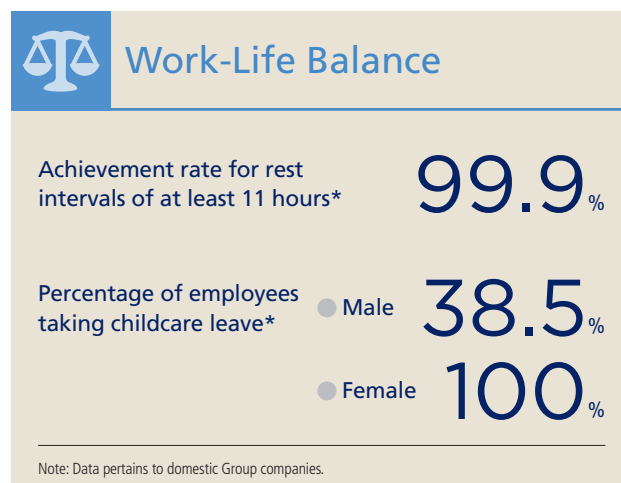 Work-Life Balance
Achievement rate for rest
intervals of at least 11 hours*
99.9%
Percentage of employees
taking childcare leave*
Male 38.5%
Female 100%
Note: Data pertains to domestic Group companies.